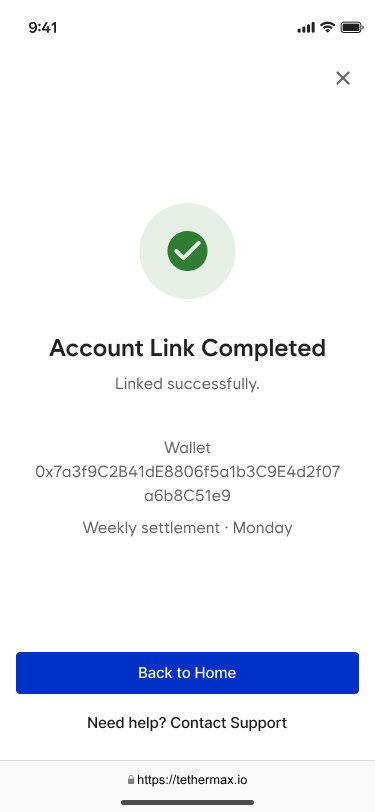 9:41
Account Link Completed
Linked successfully.
Wallet
0x7a3f9C2B41dE8806f5a1b3C9E4d2f07
a6b8C51e9
Weekly settlement · Monday
Back to Home
Need help? Contact Support
https://tethermax.io